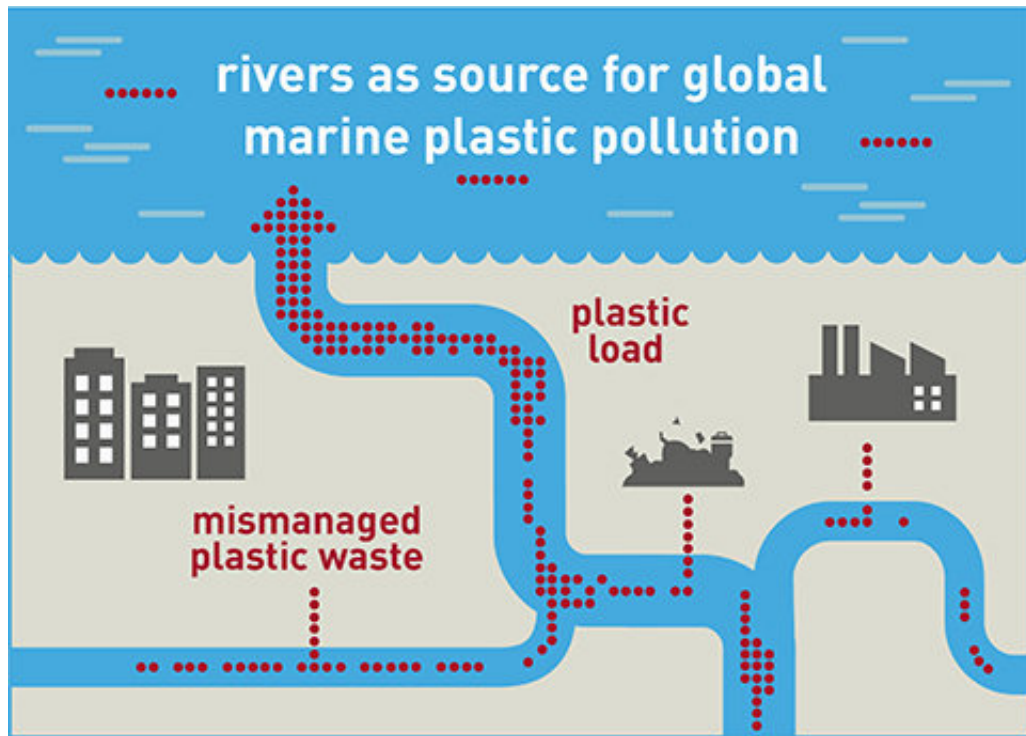 rivers as source for global
marine plastic pollution
plastic
load
mismanaged
plastic waste